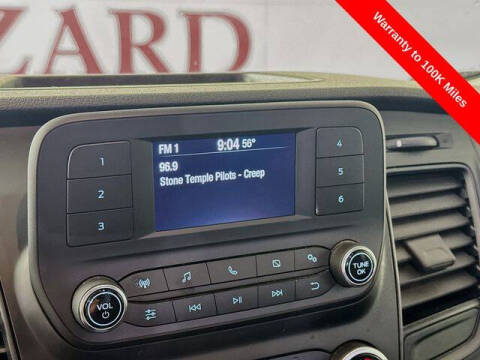 ZARD
Warranty to 100K Miles
FM 1 9:04 56°
96.9
Stone Temple Pilots - Creep
1
2
3
4
5
6
VOL
TUNE
OK